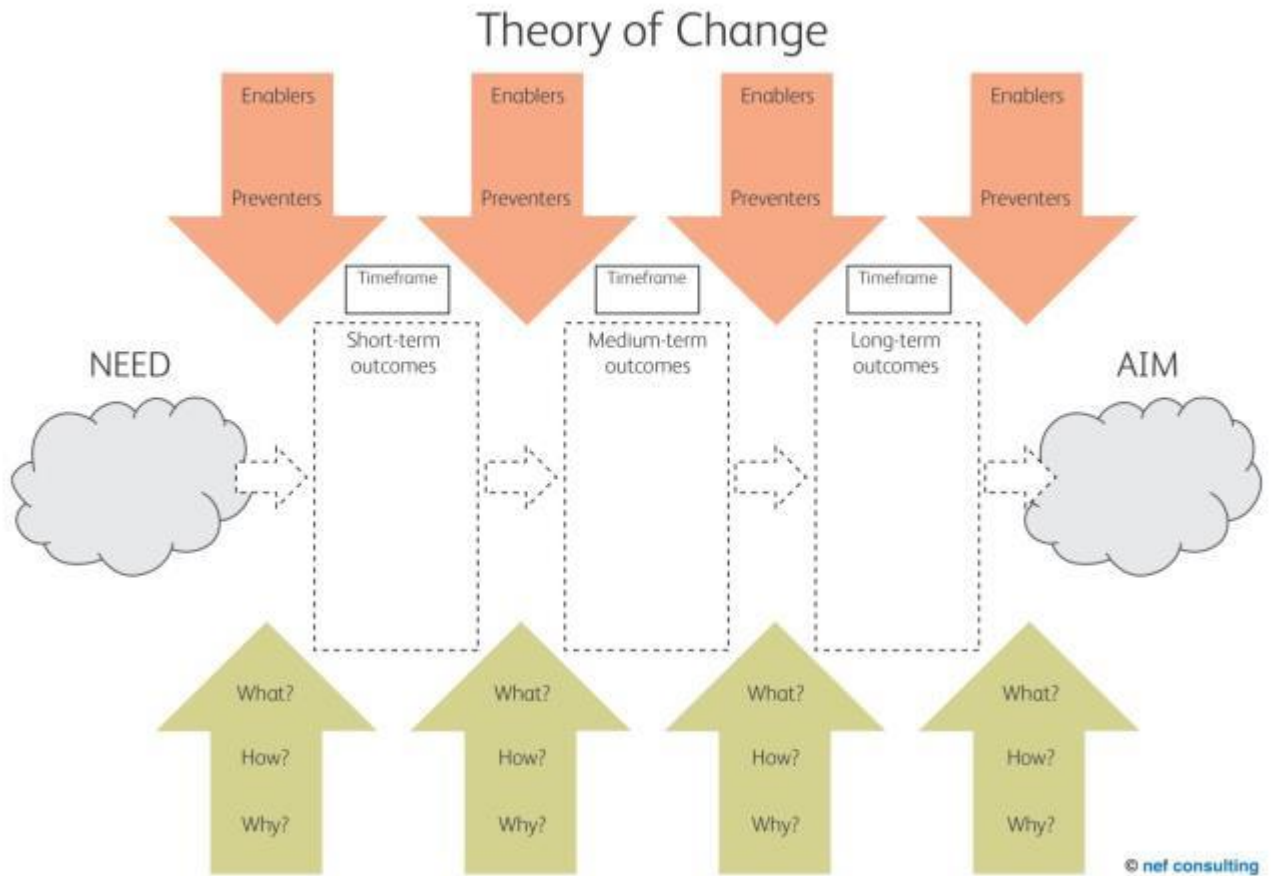 Theory of Change
Enablers
Enablers
Enablers
Enablers
Preventers
Preventers
Preventers
Preventers
Timeframe
Timeframe
Timeframe
NEED
Short-term
outcomes
Medium-term
outcomes
Long-term
outcomes
AIM
What?
What?
What?
What?
How?
How?
How?
How?
Why?
Why?
Why?
Why?
© nef consulting